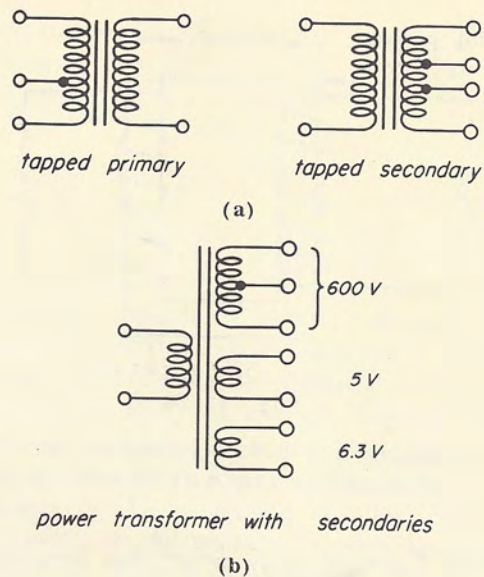 tapped primary
tapped secondary
(a)
600 V
5 V
6.3 V
power transformer with secondaries
(b)